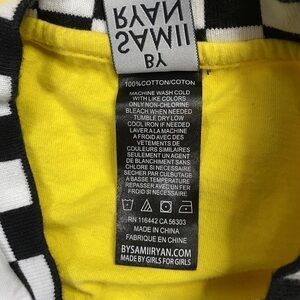 BY
SAMII
RYAN
100%COTTON/COTON
MACHINE WASH COLD
WITH LIKE COLORS
ONLY NON-CHLORINE
BLEACH WHEN NEEDED
TUMBLE DRY LOW
COOL IRON IF NEEDED
LAVER A LA MACHINE
A FROID AVEC DES
VETEMENTS DE
COULEURS SIMILAIRES
SEULEMENT UN AGENT
DE BLANCHIMENT SANS
CHLORE SI NECESSAIRE
SECHER PAR CULBUTAGE
A BASSE TEMPERATURE
REPASSER AVEC UN FER
CHAUD SI NECESSAIRE
RN 116442 CA 56303
MADE IN CHINA
FABRIQUE EN CHINE
BYSAMIIRYAN.COM
MADE BY GIRLS FOR GIRLS